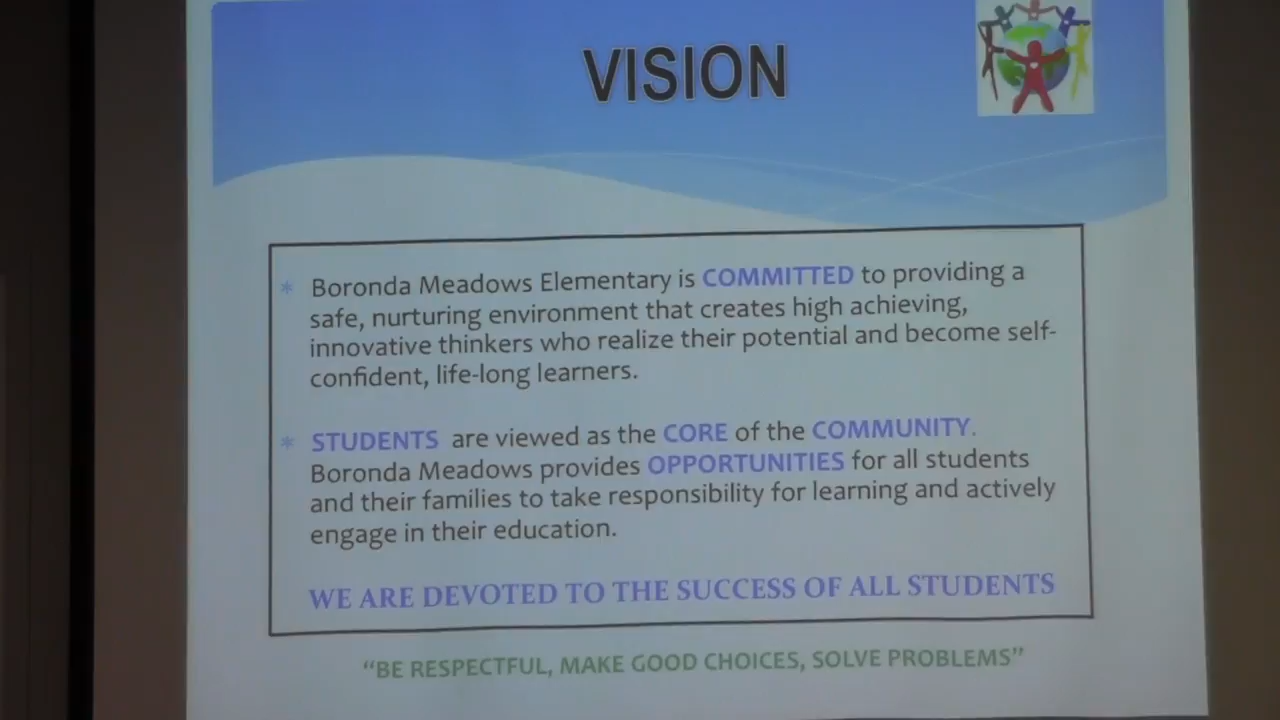 VISION
* Boronda Meadows Elementary is COMMITTED to providing a
safe, nurturing environment that creates high achieving,
innovative thinkers who realize their potential and become self-
confident, life-long learners.
* STUDENTS are viewed as the CORE of the COMMUNITY.
Boronda Meadows provides OPPORTUNITIES for all students
and their families to take responsibility for learning and actively
engage in their education.
WE ARE DEVOTED TO THE SUCCESS OF ALL STUDENTS
“BE RESPECTFUL, MAKE GOOD CHOICES, SOLVE PROBLEMS”